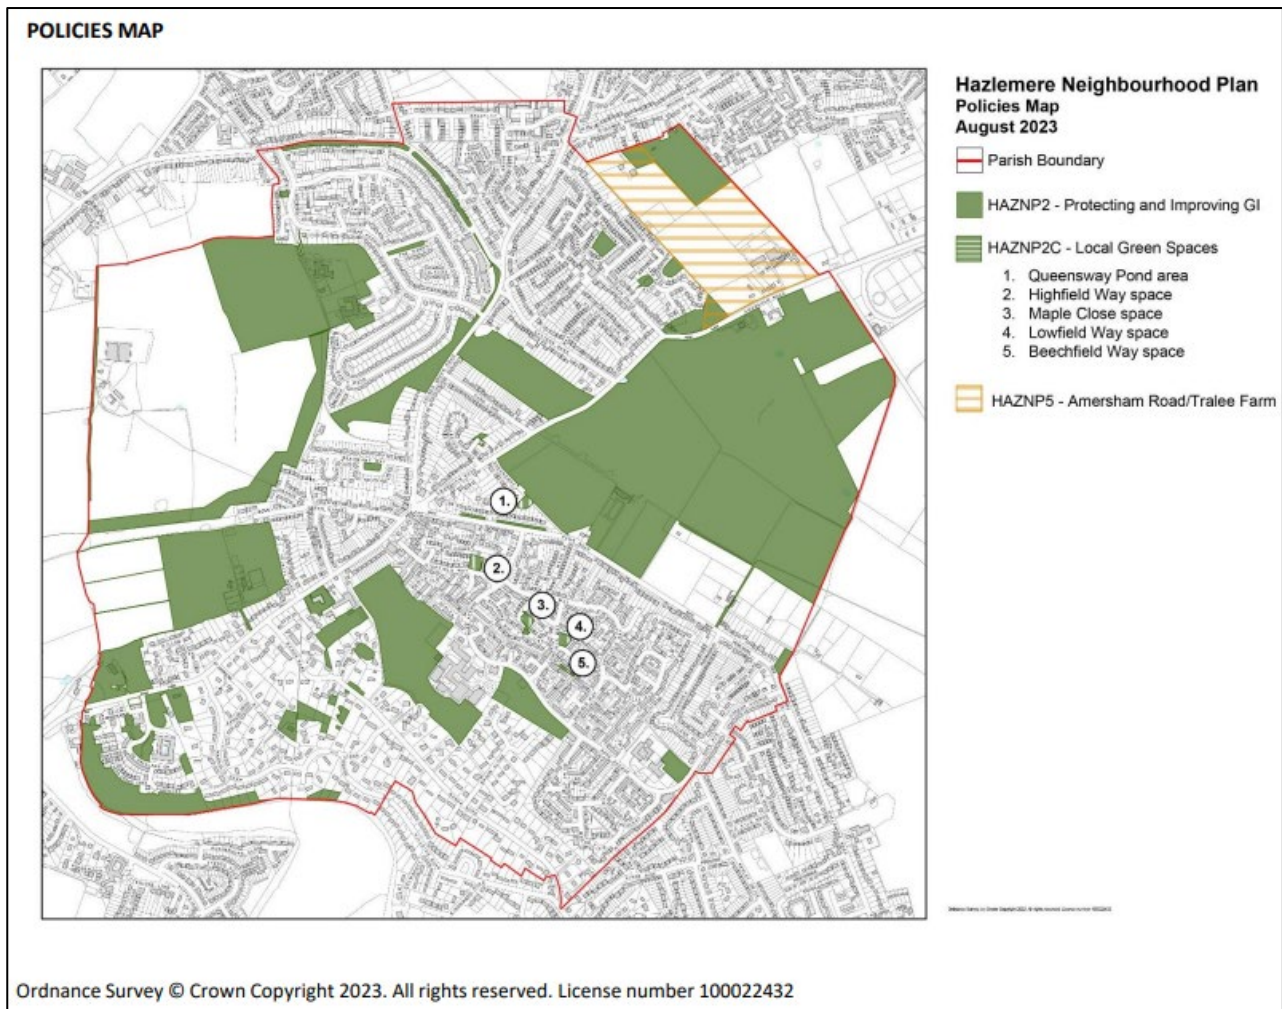 POLICIES MAP
Hazlemere Neighbourhood Plan
Policies Map
August 2023
Parish Boundary
HAZNP2 - Protecting and Improving GI
HAZNP2C - Local Green Spaces
1. Queensway Pond area
2. Highfield Way space
3. Maple Close space
4. Lowfield Way space
5. Beechfield Way space
HAZNP5 - Amersham Road/Tralee Farm
1.
2.
3.
4.
5.
Ordnance Survey © Crown Copyright 2023. All rights reserved. License number 100022432